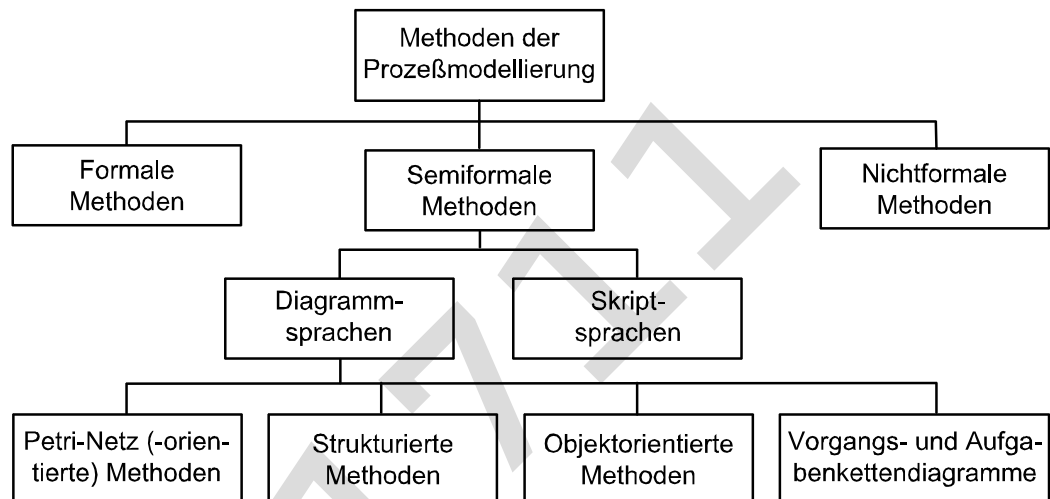 Methoden der
Prozeßmodellierung
Formale
Methoden
Semiformale
Methoden
Nichtformale
Methoden
Diagramm-
sprachen
Skript-
sprachen
Petri-Netz (-orien-
tierte) Methoden
Strukturierte
Methoden
Objektorientierte
Methoden
Vorgangs- und Aufga-
benkettendiagramme
711